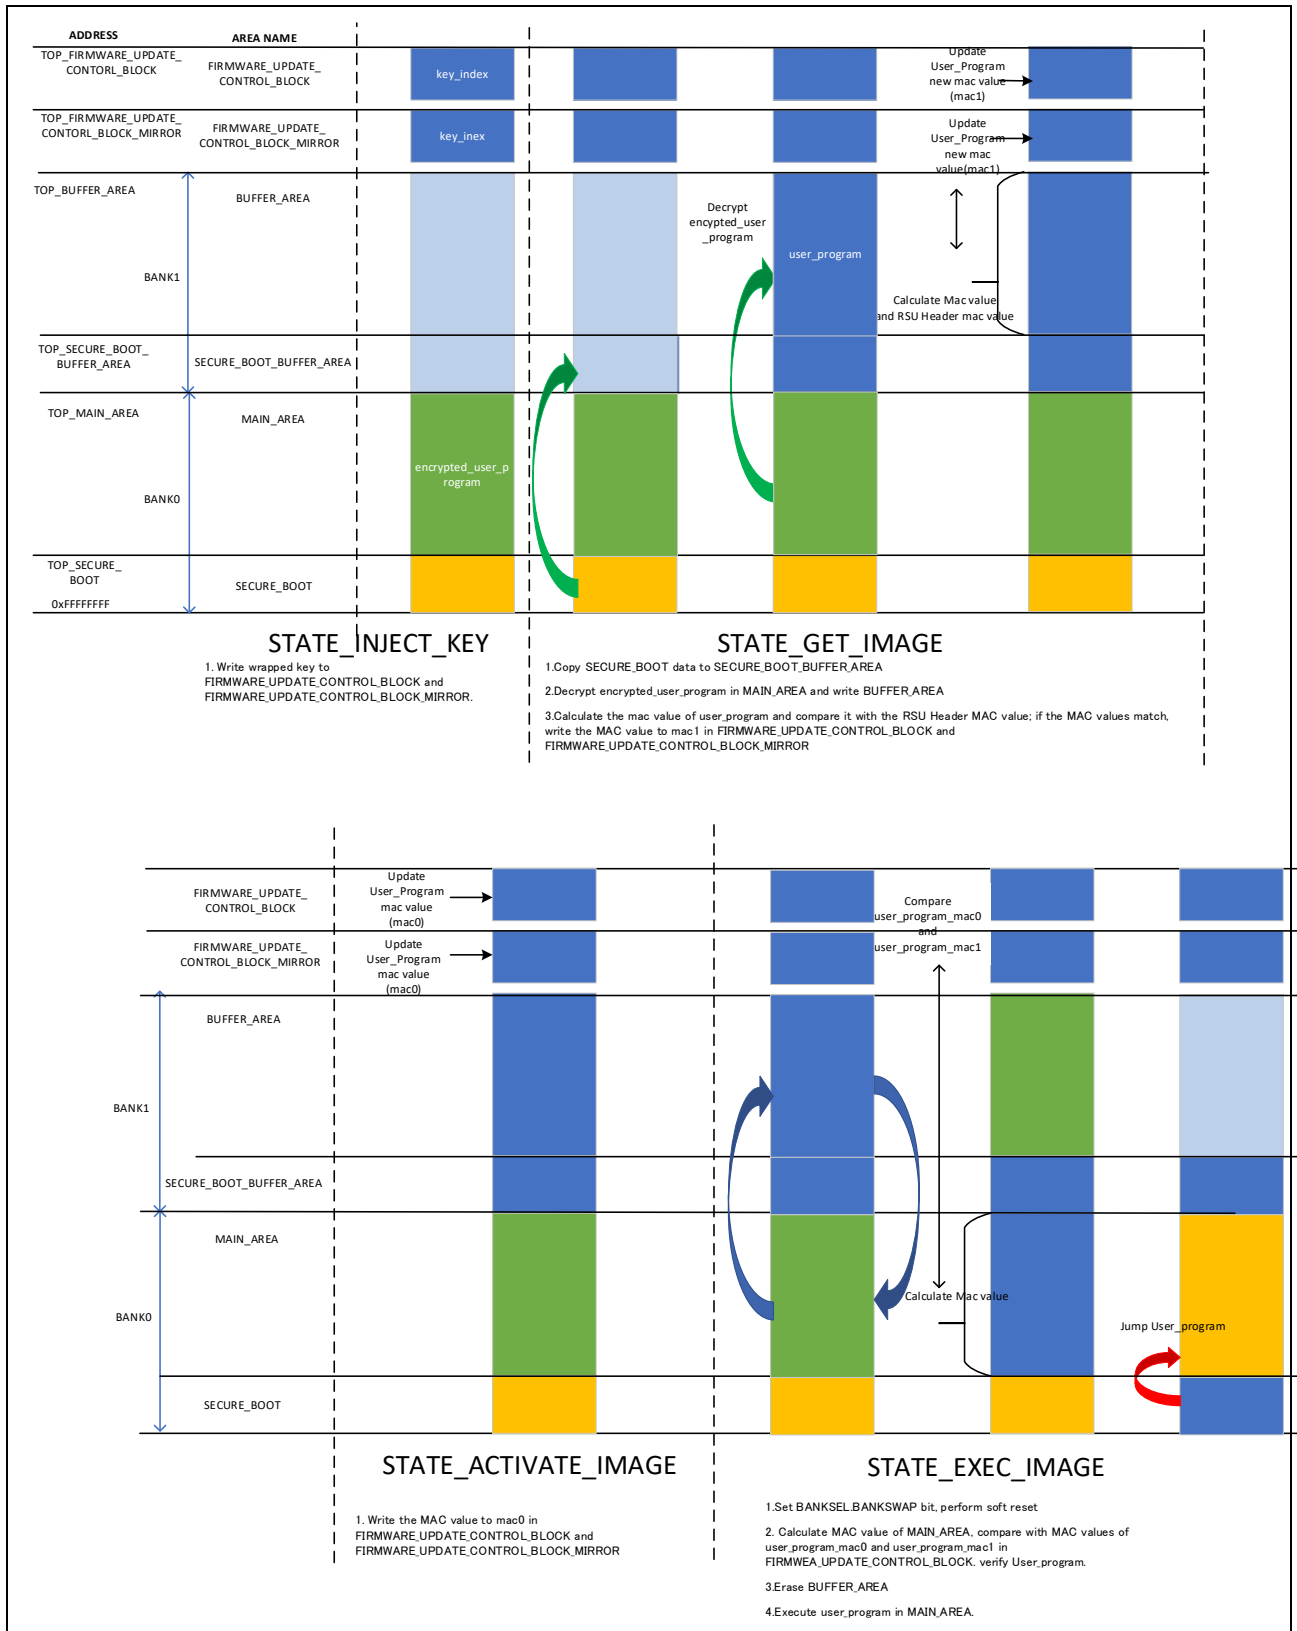 ADDRESS
AREA NAME
TOP_FIRMWARE_UPDATE_
CONTORL_BLOCK
FIRMWARE_UPDATE_
CONTROL_BLOCK
key_index
Update
User_Program
new mac value
(mac1)
TOP_FIRMWARE_UPDATE_
CONTORL_BLOCK_MIRROR
FIRMWARE_UPDATE_
CONTROL_BLOCK_MIRROR
key_inex
Update
User_Program
new mac
value(mac1)
TOP_BUFFER_AREA
BUFFER_AREA
Decrypt
encypted_user
_program
user_program
BANK1
Calculate Mac value
and RSU Header mac value
TOP_SECURE_BOOT_
BUFFER_AREA
SECURE_BOOT_BUFFER_AREA
TOP_MAIN_AREA
MAIN_AREA
encrypted_user_p
rogram
BANK0
TOP_SECURE_
BOOT
SECURE_BOOT
0xFFFFFFFF
STATE_INJECT_KEY
1. Write wrapped key to
FIRMWARE_UPDATE_CONTROL_BLOCK and
FIRMWARE_UPDATE_CONTROL_BLOCK_MIRROR.
STATE_GET_IMAGE
1.Copy SECURE_BOOT data to SECURE_BOOT_BUFFER_AREA
2.Decrypt encrypted_user_program in MAIN_AREA and write BUFFER_AREA
3.Calculate the mac value of user_program and compare it with the RSU Header MAC value; if the MAC values match,
write the MAC value to mac1 in FIRMWARE_UPDATE_CONTROL_BLOCK and
FIRMWARE_UPDATE_CONTROL_BLOCK_MIRROR
FIRMWARE_UPDATE_
CONTROL_BLOCK
Update
User_Program
mac value
(mac0)
Compare
user_program_mac0
and
user_program_mac1
FIRMWARE_UPDATE_
CONTROL_BLOCK_MIRROR
Update
User_Program
mac value
(mac0)
BUFFER_AREA
BANK1
SECURE_BOOT_BUFFER_AREA
MAIN_AREA
Calculate Mac value
BANK0
Jump User_program
SECURE_BOOT
STATE_ACTIVATE_IMAGE
1. Write the MAC value to mac0 in
FIRMWARE_UPDATE_CONTROL_BLOCK and
FIRMWARE_UPDATE_CONTROL_BLOCK_MIRROR
STATE_EXEC_IMAGE
1.Set BANKSEL.BANKSWAP bit, perform soft reset
2. Calculate MAC value of MAIN_AREA, compare with MAC values of
user_program_mac0 and user_program_mac1 in
FIRMWEA_UPDATE_CONTROL_BLOCK. verify User_program.
3.Erase BUFFER_AREA
4.Execute user_program in MAIN_AREA.